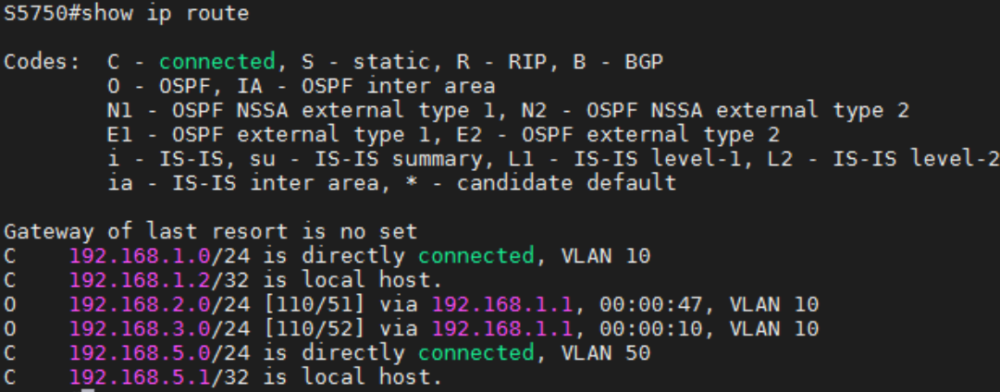 S5750#show ip route
Codes:  C - connected, S - static, R - RIP, B - BGP
        O - OSPF, IA - OSPF inter area
        N1 - OSPF NSSA external type 1, N2 - OSPF NSSA external type 2
        E1 - OSPF external type 1, E2 - OSPF external type 2
        i - IS-IS, su - IS-IS summary, L1 - IS-IS level-1, L2 - IS-IS level-2
        ia - IS-IS inter area, * - candidate default
Gateway of last resort is no set
C    192.168.1.0/24 is directly connected, VLAN 10
C    192.168.1.2/32 is local host.
O    192.168.2.0/24 [110/51] via 192.168.1.1, 00:00:47, VLAN 10
O    192.168.3.0/24 [110/52] via 192.168.1.1, 00:00:10, VLAN 10
C    192.168.5.0/24 is directly connected, VLAN 50
C    192.168.5.1/32 is local host.